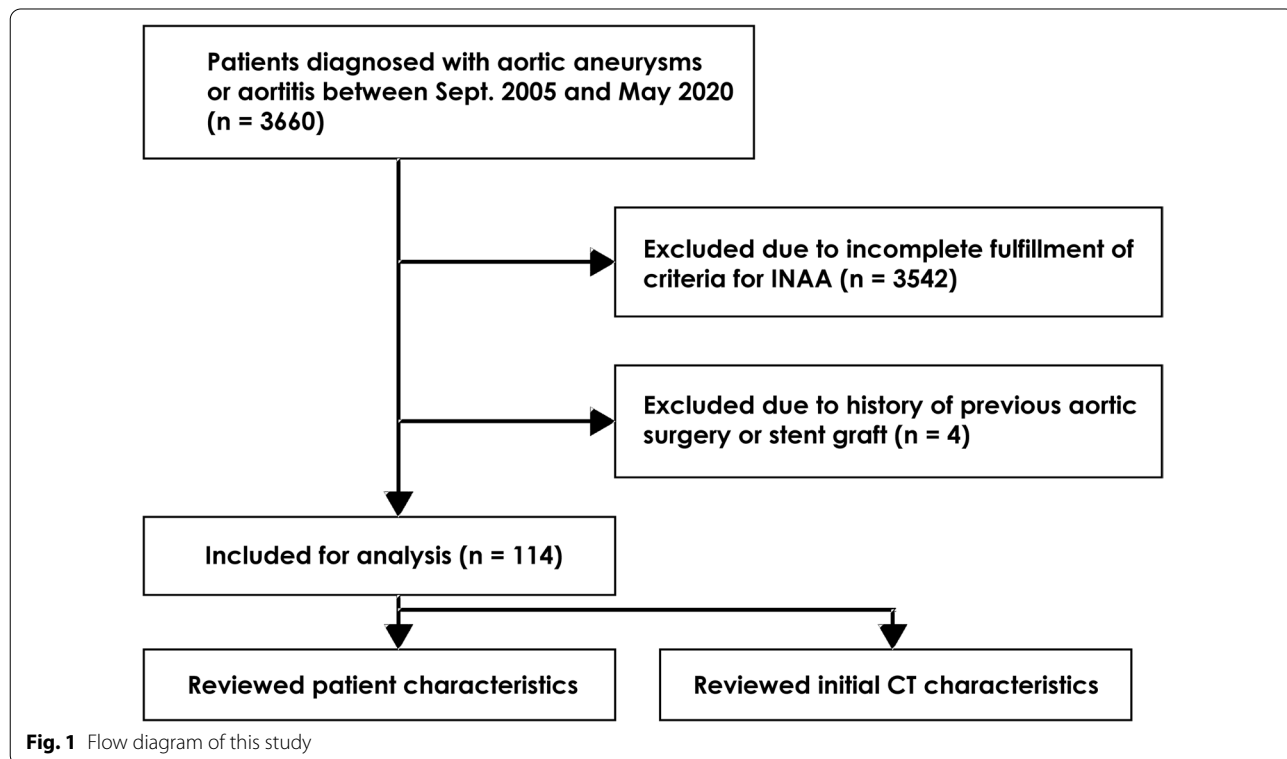 Patients diagnosed with aortic aneurysms
or aortitis between Sept. 2005 and May 2020
(n = 3660)
Excluded due to incomplete fulfillment of
criteria for INAA (n = 3542)
Excluded due to history of previous aortic
surgery or stent graft (n = 4)
Included for analysis (n = 114)
Reviewed patient characteristics
Reviewed initial CT characteristics
Fig. 1 Flow diagram of this study